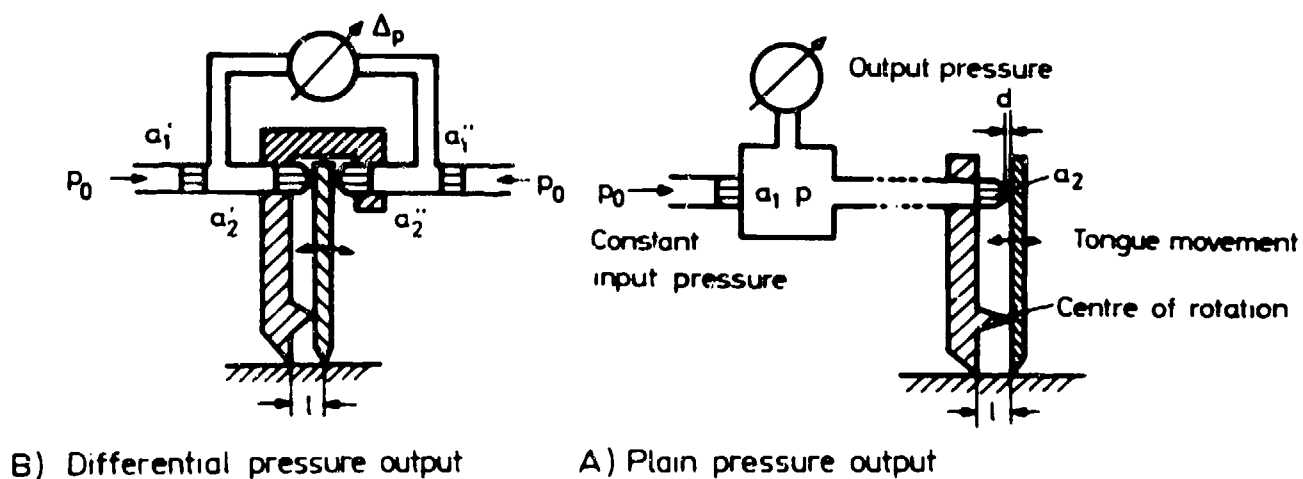 Δp
a₁'
a₁''
p₀
p₀
a₂'
a₂''
l
B) Differential pressure output
Output pressure
d
p₀
a₁ p
a₂
Constant
input pressure
Tongue movement
Centre of rotation
l
A) Plain pressure output